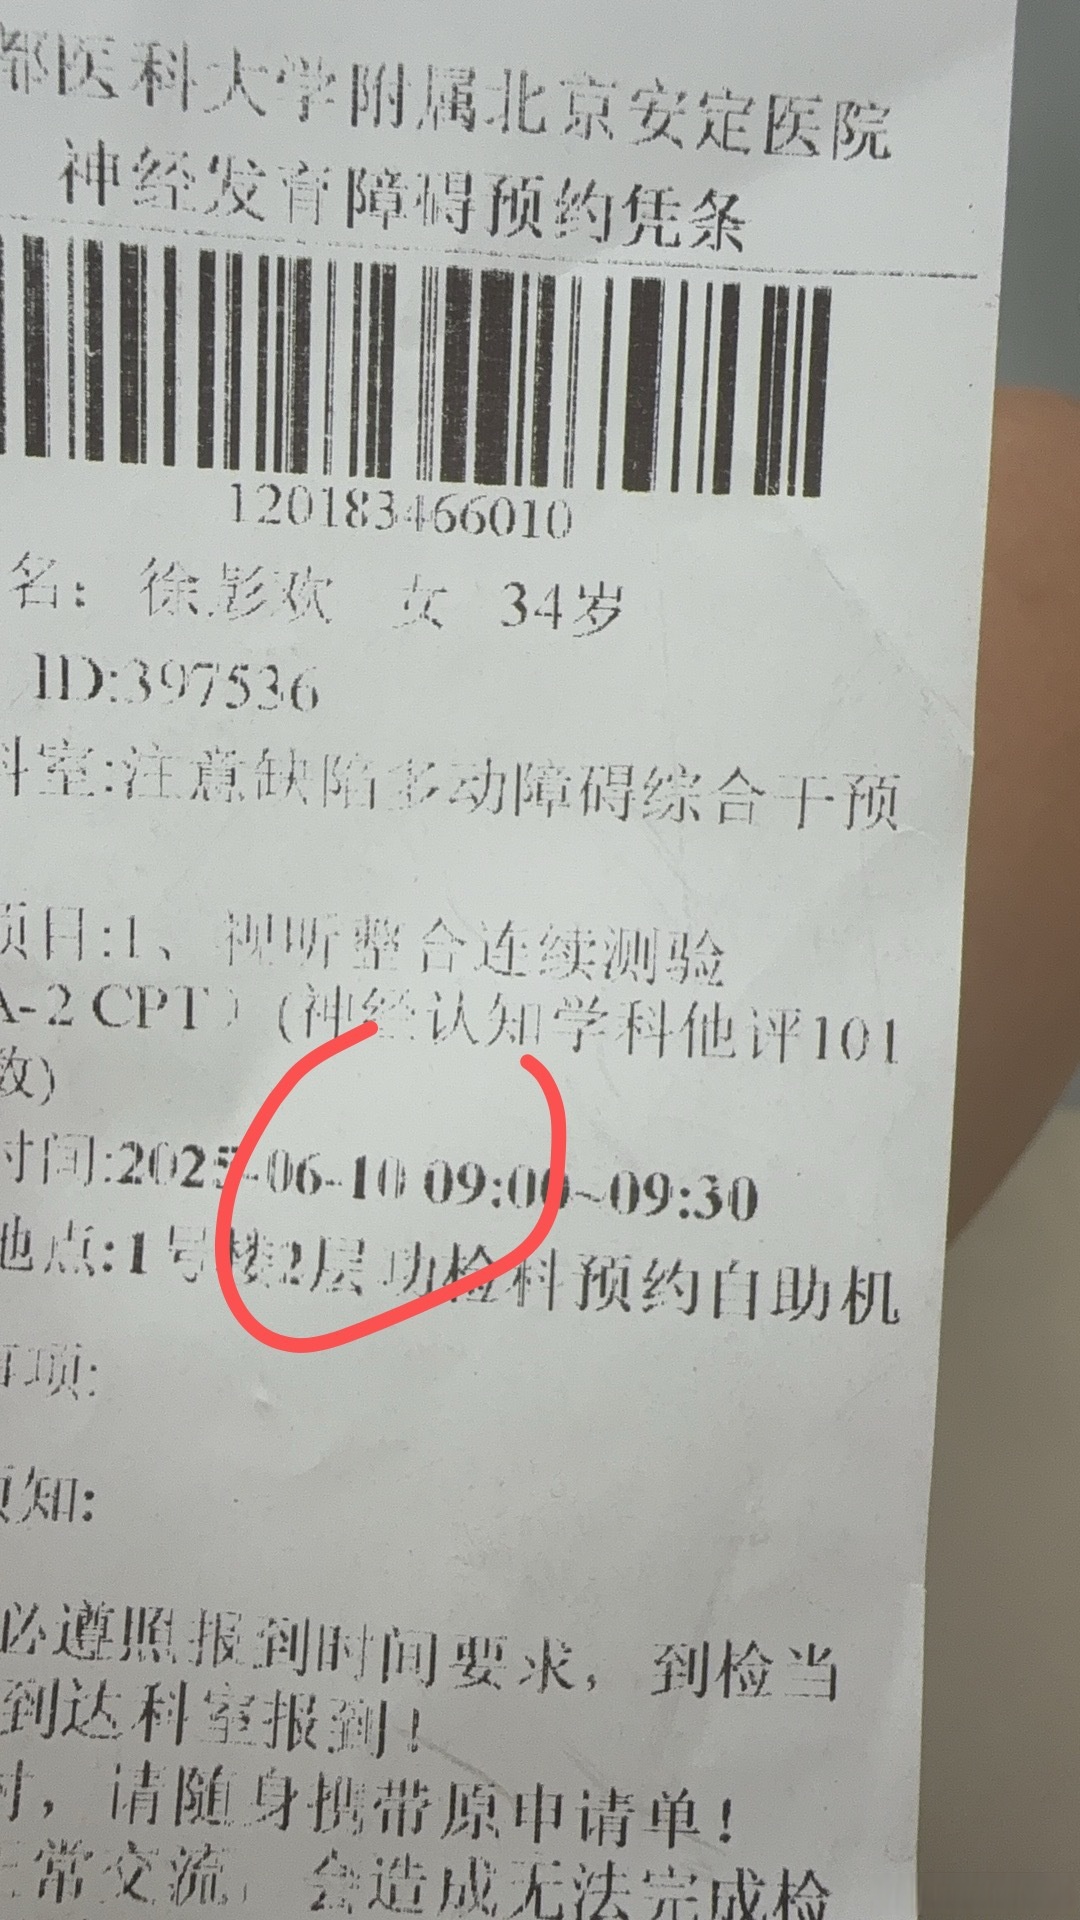 都医科大学附属北京安定医院
神经发育障碍预约凭条
120183466010
名：徐彭欢 女 34岁
ID:397536
科室:注意缺陷多动障碍综合干预
项目:1、视听整合连续测验
A-2 CPT）(神经认知学科他评101
数)
时间:2025-06-10 09:00~09:30
地点:1号楼2层功检科预约自助机
事项:
须知:
必遵照报到时间要求，到检当
到达科室报到！
时，请随身携带原申请单！
正常交流，会造成无法完成检